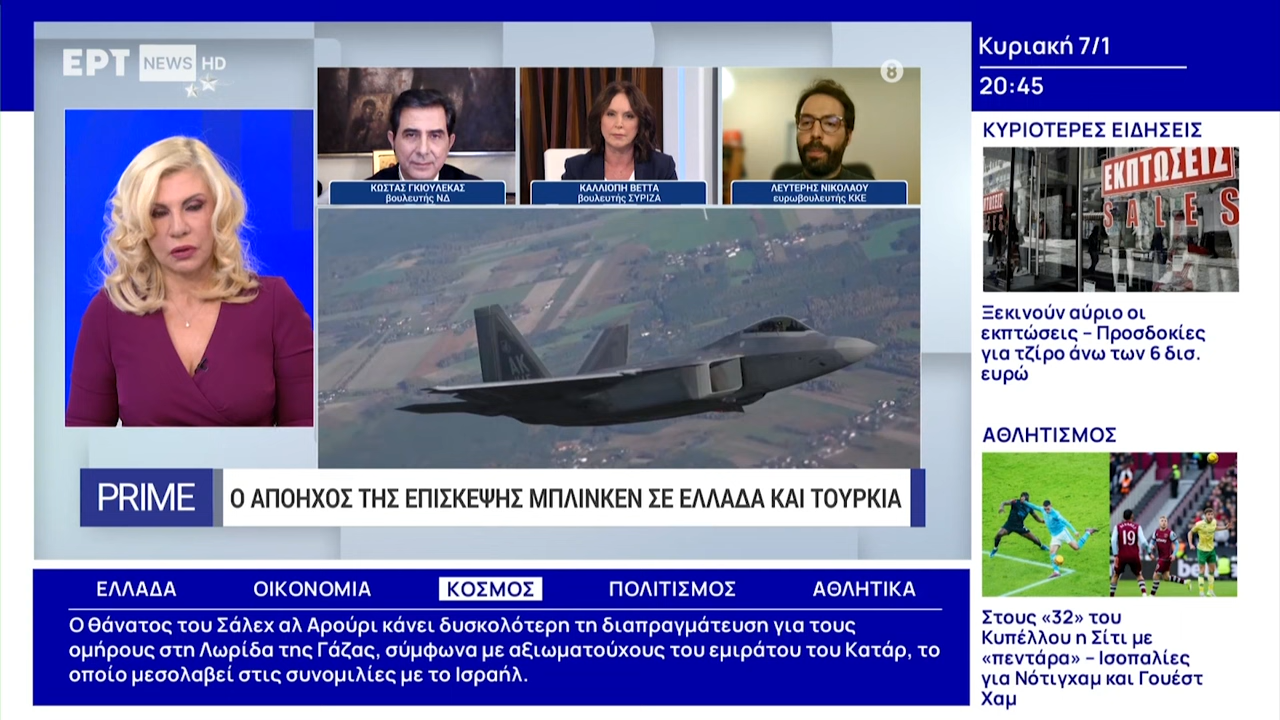 ΕΡΤ NEWS HD
8
Κυριακή 7/1
20:45
ΚΩΣΤΑΣ ΓΚΙΟΥΛΕΚΑΣ
βουλευτής ΝΔ
ΚΑΛΛΙΟΠΗ ΒΕΤΤΑ
βουλευτής ΣΥΡΙΖΑ
ΛΕΥΤΕΡΗΣ ΝΙΚΟΛΑΟΥ
ευρωβουλευτής ΚΚΕ
AK
PRIME
Ο ΑΠΟΗΧΟΣ ΤΗΣ ΕΠΙΣΚΕΨΗΣ ΜΠΛΙΝΚΕΝ ΣΕ ΕΛΛΑΔΑ ΚΑΙ ΤΟΥΡΚΙΑ
ΕΛΛΑΔΑ ΟΙΚΟΝΟΜΙΑ ΚΟΣΜΟΣ ΠΟΛΙΤΙΣΜΟΣ ΑΘΛΗΤΙΚΑ
Ο θάνατος του Σάλεχ αλ Αρούρι κάνει δυσκολότερη τη διαπραγμάτευση για τους
ομήρους στη Λωρίδα της Γάζας, σύμφωνα με αξιωματούχους του εμιράτου του Κατάρ, το
οποίο μεσολαβεί στις συνομιλίες με το Ισραήλ.
ΚΥΡΙΟΤΕΡΕΣ ΕΙΔΗΣΕΙΣ
ΕΚΠΤΩΣΕΙΣ
SALES
Ξεκινούν αύριο οι
εκπτώσεις – Προσδοκίες
για τζίρο άνω των 6 δισ.
ευρώ
ΑΘΛΗΤΙΣΜΟΣ
19
Στους «32» του
Κυπέλλου η Σίτι με
«πεντάρα» – Ισοπαλίες
για Νότιγχαμ και Γουέστ
Χαμ